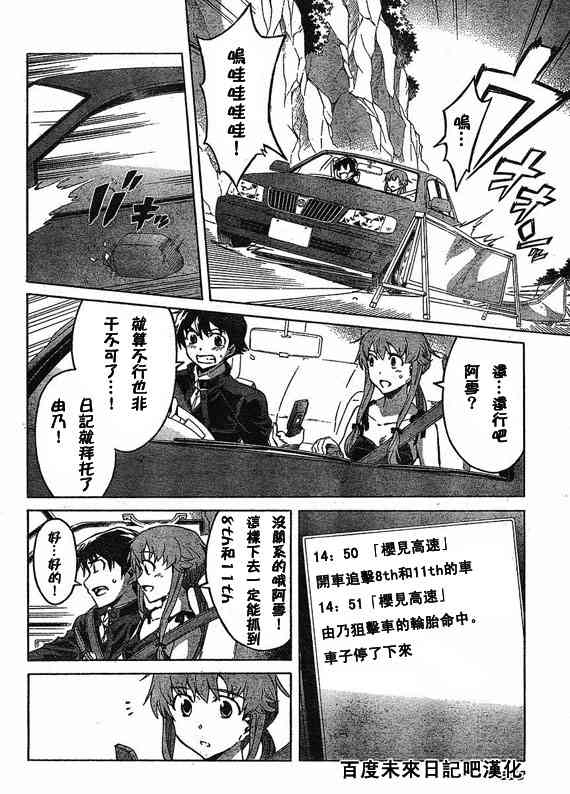 嗚…
ウォ
オオオン
嗚哇哇哇哇！
バギ
還…還行吧
阿雪？
就算不行也非
干不可了…！
日記就拜托了
由乃！
14：50 「櫻見高速」
開車追擊8th和11th的車
14：51「櫻見高速」
由乃狙擊車的輪胎命中。
車子停了下來
沒關系的哦阿雪！
這樣下去一定能抓到
8th和11th
好…好的！
百度未來日記吧漢化